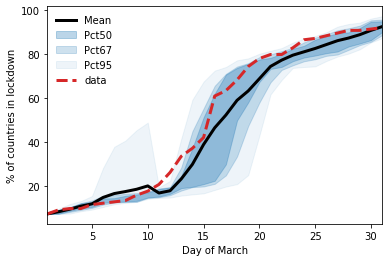 100
80
60
40
20
% of countries in lockdown
Mean
Pct50
Pct67
Pct95
data
5
10
15
20
25
30
Day of March